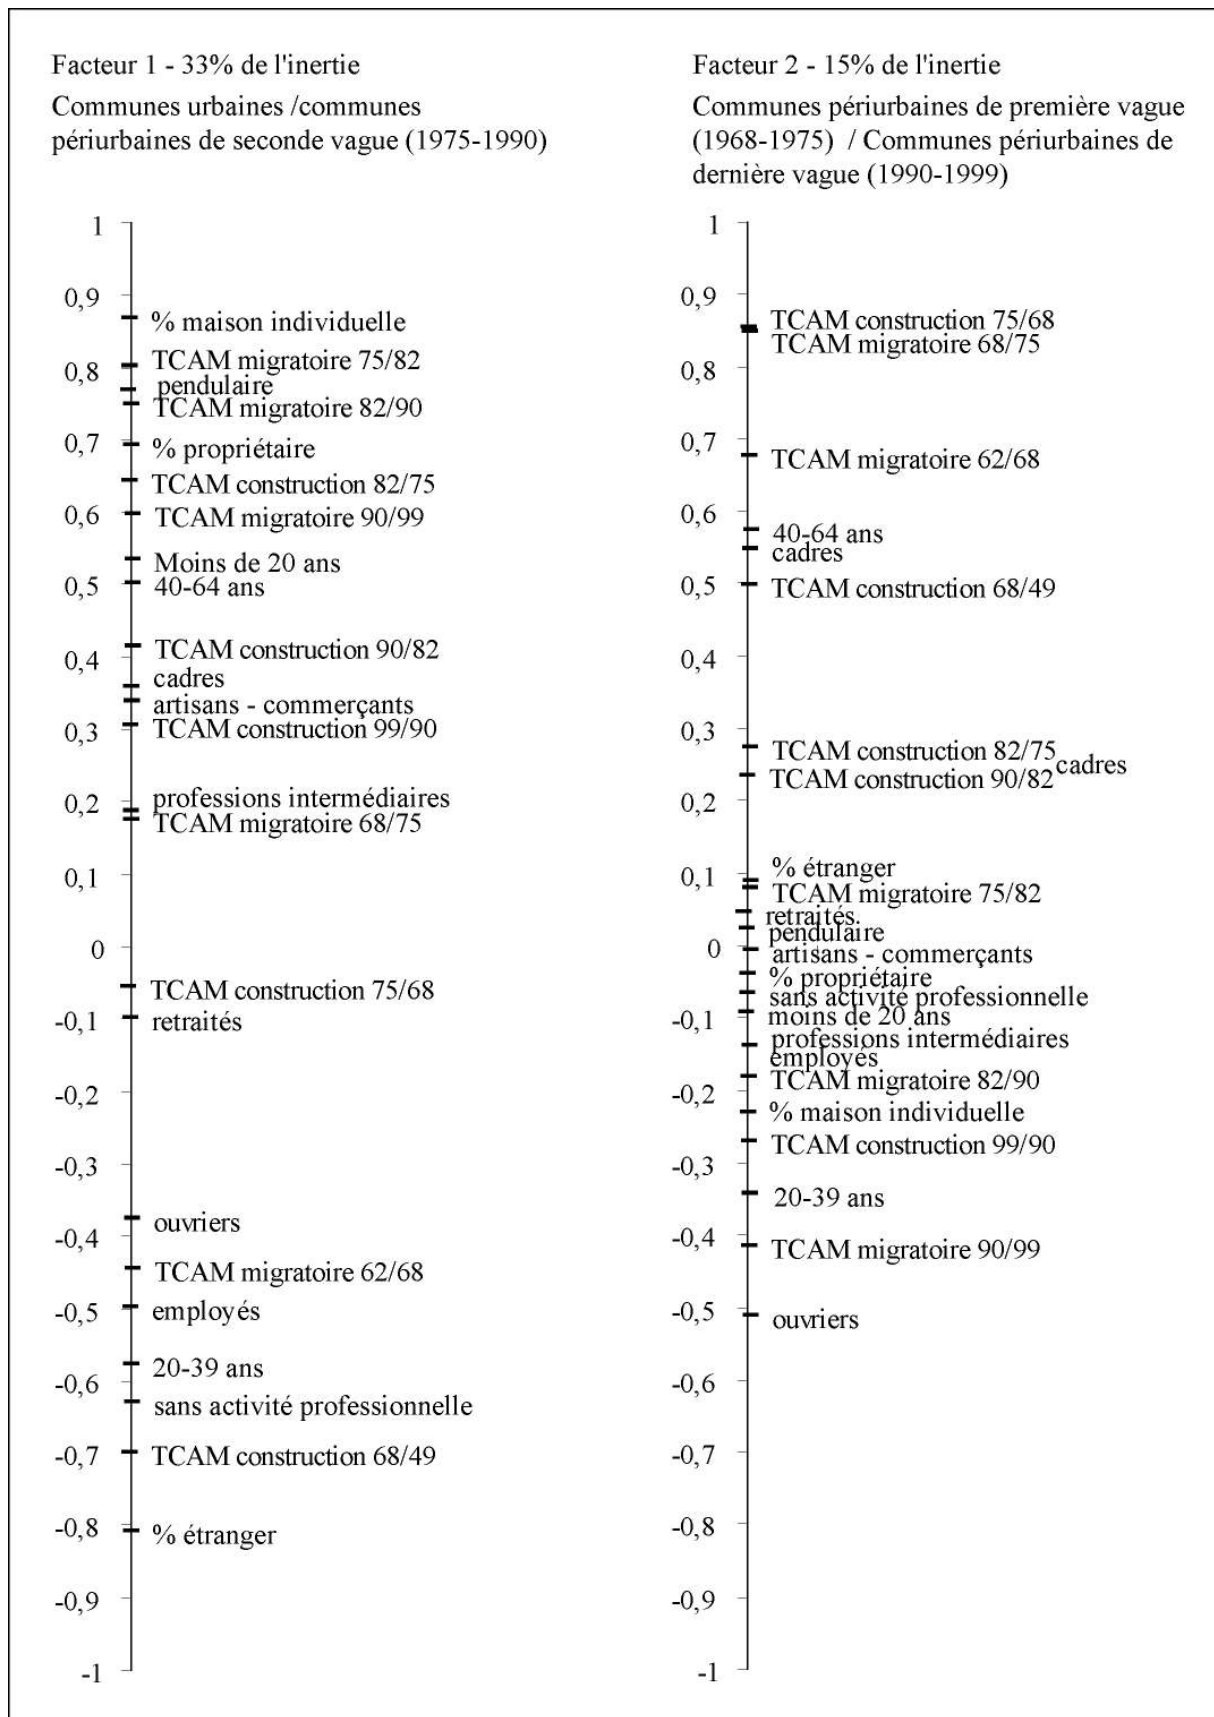 Facteur 1 - 33% de l'inertie
Communes urbaines /communes
périurbaines de seconde vague (1975-1990)
1
0,9
% maison individuelle
TCAM migratoire 75/82
0,8
pendulaire
TCAM migratoire 82/90
0,7
% propriétaire
TCAM construction 82/75
0,6
TCAM migratoire 90/99
Moins de 20 ans
0,5
40-64 ans
TCAM construction 90/82
0,4
cadres
artisans - commerçants
0,3
TCAM construction 99/90
0,2
professions intermédiaires
TCAM migratoire 68/75
0,1
0
TCAM construction 75/68
-0,1
retraités
-0,2
-0,3
ouvriers
-0,4
TCAM migratoire 62/68
-0,5
employés
20-39 ans
-0,6
sans activité professionnelle
-0,7
TCAM construction 68/49
-0,8
% étranger
-0,9
-1
Facteur 2 - 15% de l'inertie
Communes périurbaines de première vague
(1968-1975) / Communes périurbaines de
dernière vague (1990-1999)
1
0,9
TCAM construction 75/68
TCAM migratoire 68/75
0,8
0,7
TCAM migratoire 62/68
0,6
40-64 ans
cadres
0,5
TCAM construction 68/49
0,4
0,3
TCAM construction 82/75
cadres
TCAM construction 90/82
0,2
% étranger
0,1
TCAM migratoire 75/82
retraités.
pendulaire
0
artisans - commerçants
% propriétaire
sans activité professionnelle
-0,1
moins de 20 ans
professions intermédiaires
employés
TCAM migratoire 82/90
-0,2
% maison individuelle
TCAM construction 99/90
-0,3
20-39 ans
-0,4
TCAM migratoire 90/99
-0,5
ouvriers
-0,6
-0,7
-0,8
-0,9
-1